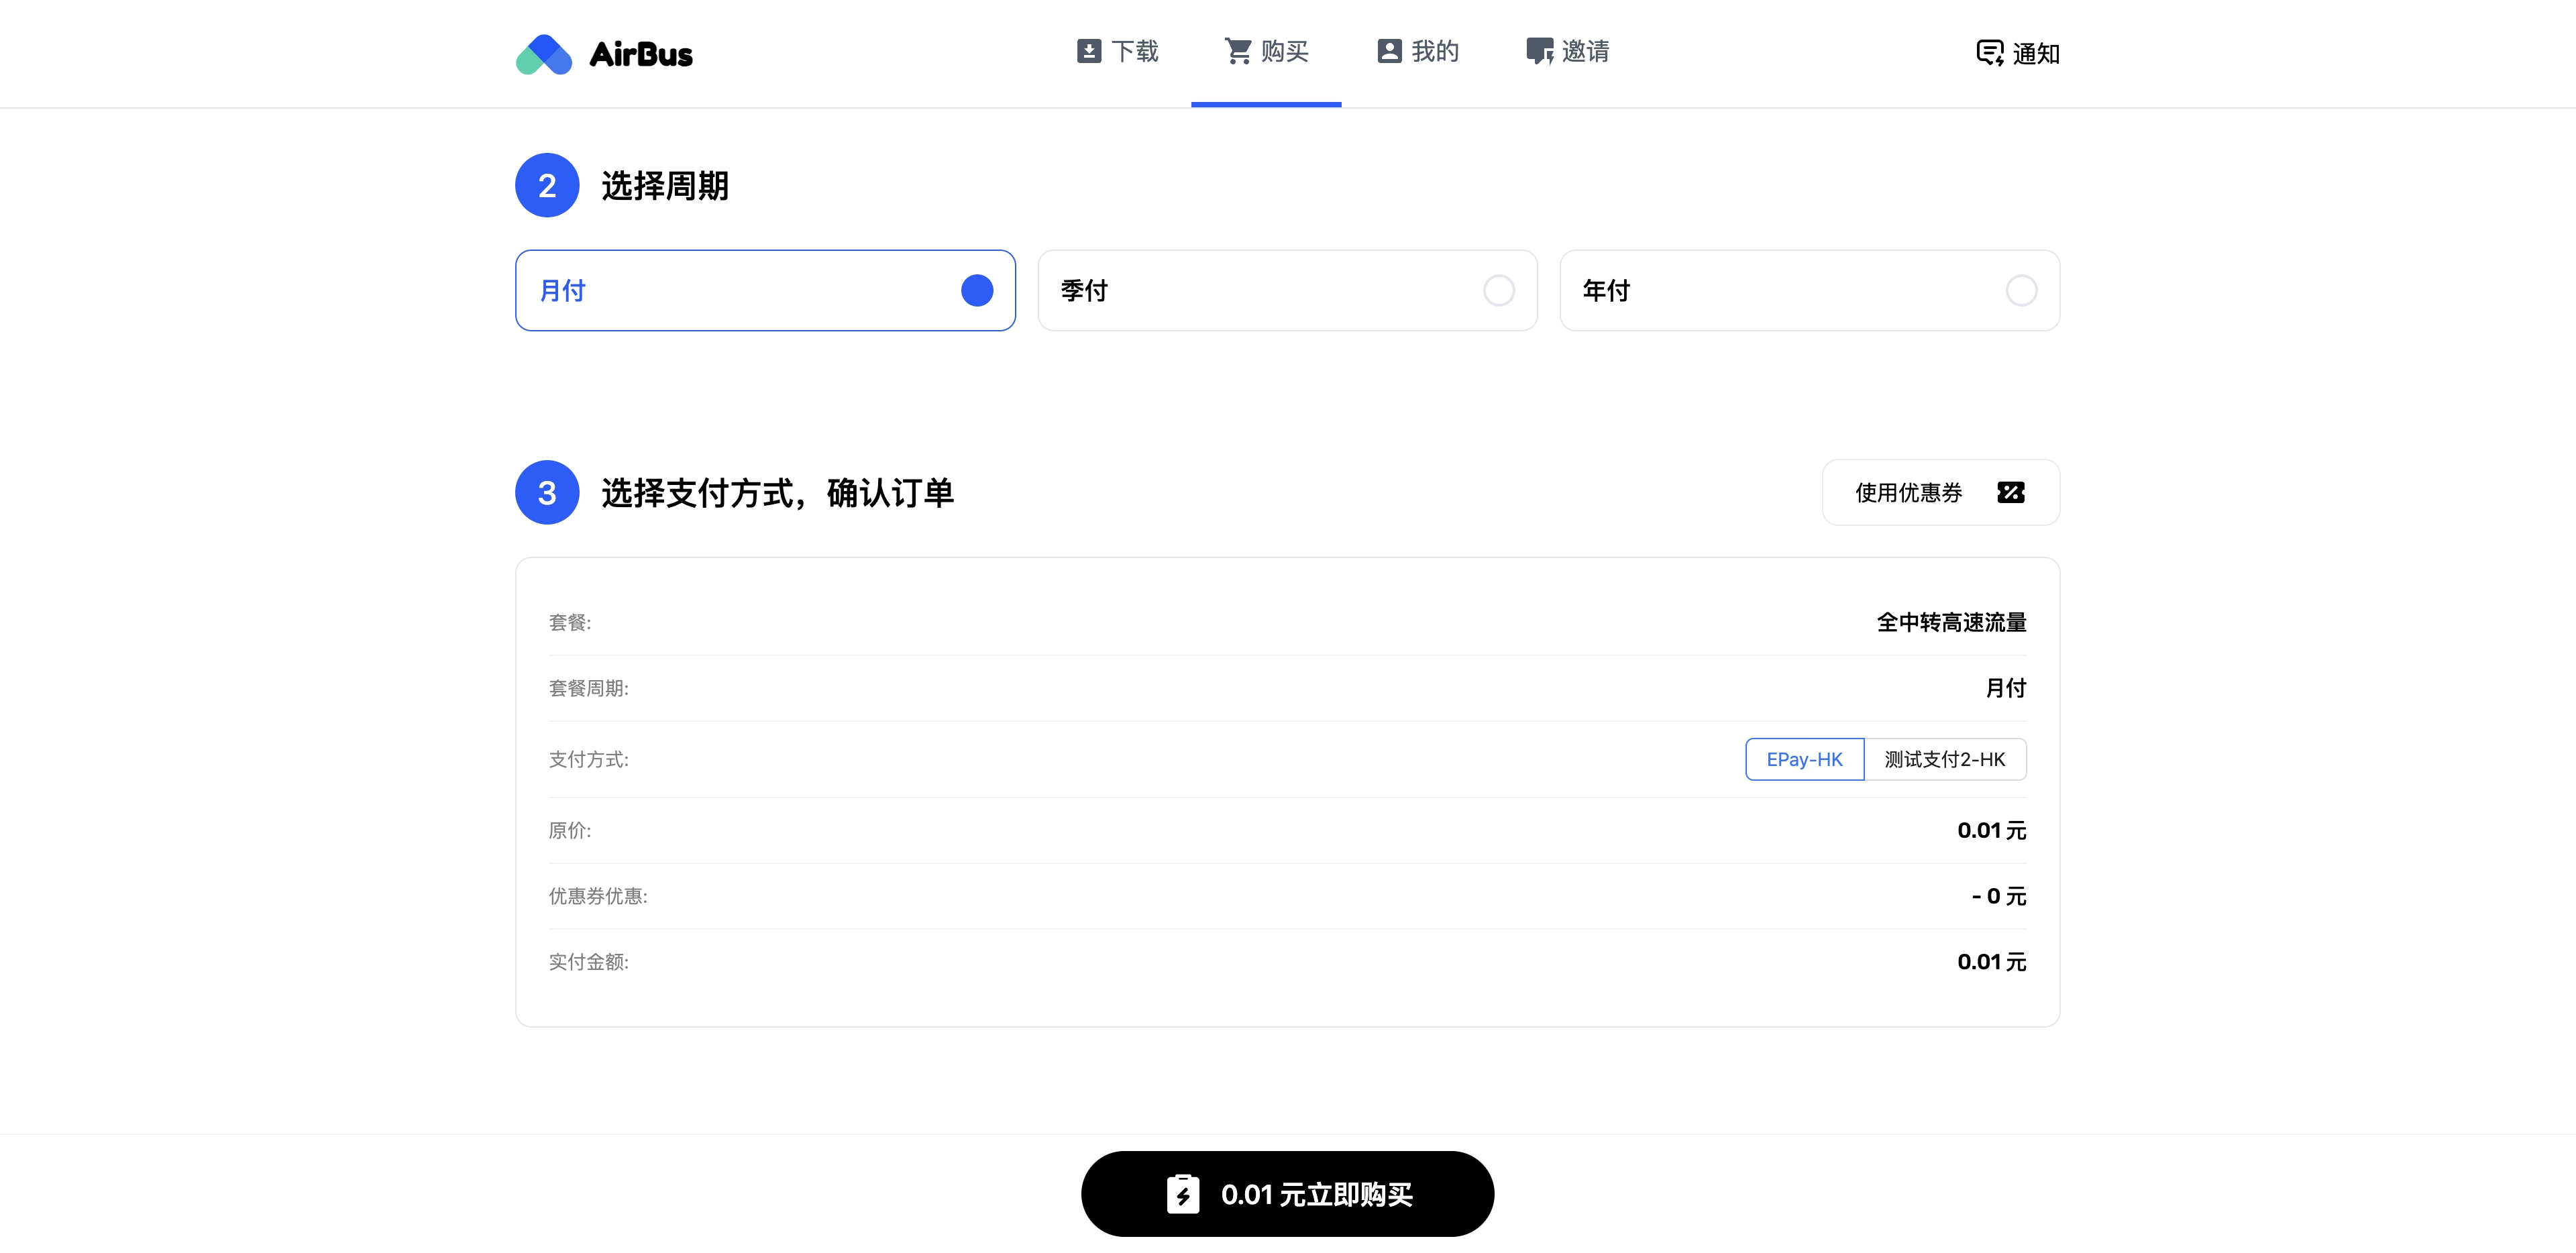 AirBus
下载
购买
我的
邀请
通知
2
选择周期
月付
季付
年付
3
选择支付方式，确认订单
使用优惠券
套餐:
全中转高速流量
套餐周期:
月付
支付方式:
EPay-HK
测试支付2-HK
原价:
0.01 元
优惠券优惠:
- 0 元
实付金额:
0.01 元
0.01 元立即购买